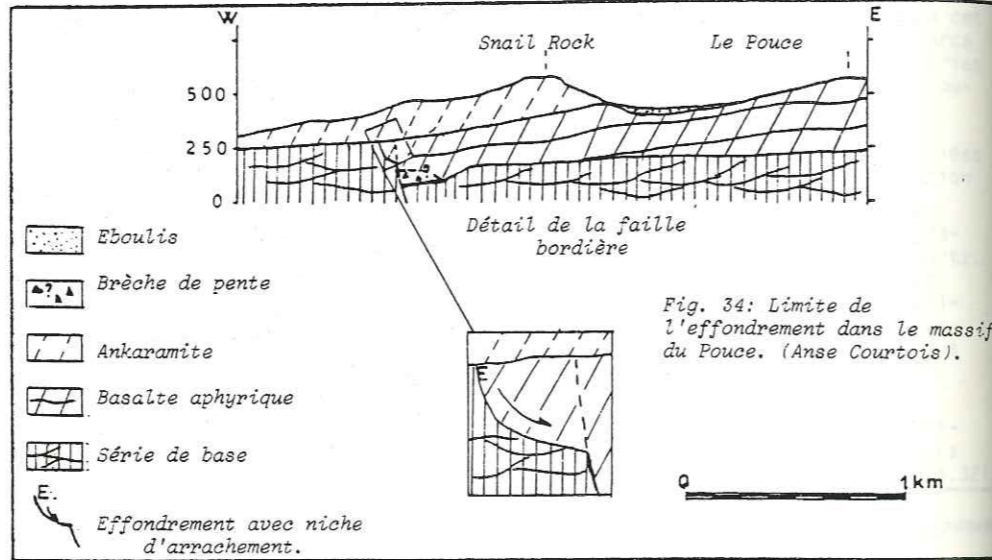 W
E
Snail Rock
Le Pouce
500
250
0
Eboulis
Brèche de pente
Ankaramite
Basalte aphyrique
Série de base
E.
Effondrement avec niche
d'arrachement.
Détail de la faille
bordière
E
Fig. 34: Limite de
l'effondrement dans le massif
du Pouce. (Anse Courtois).
0
1km